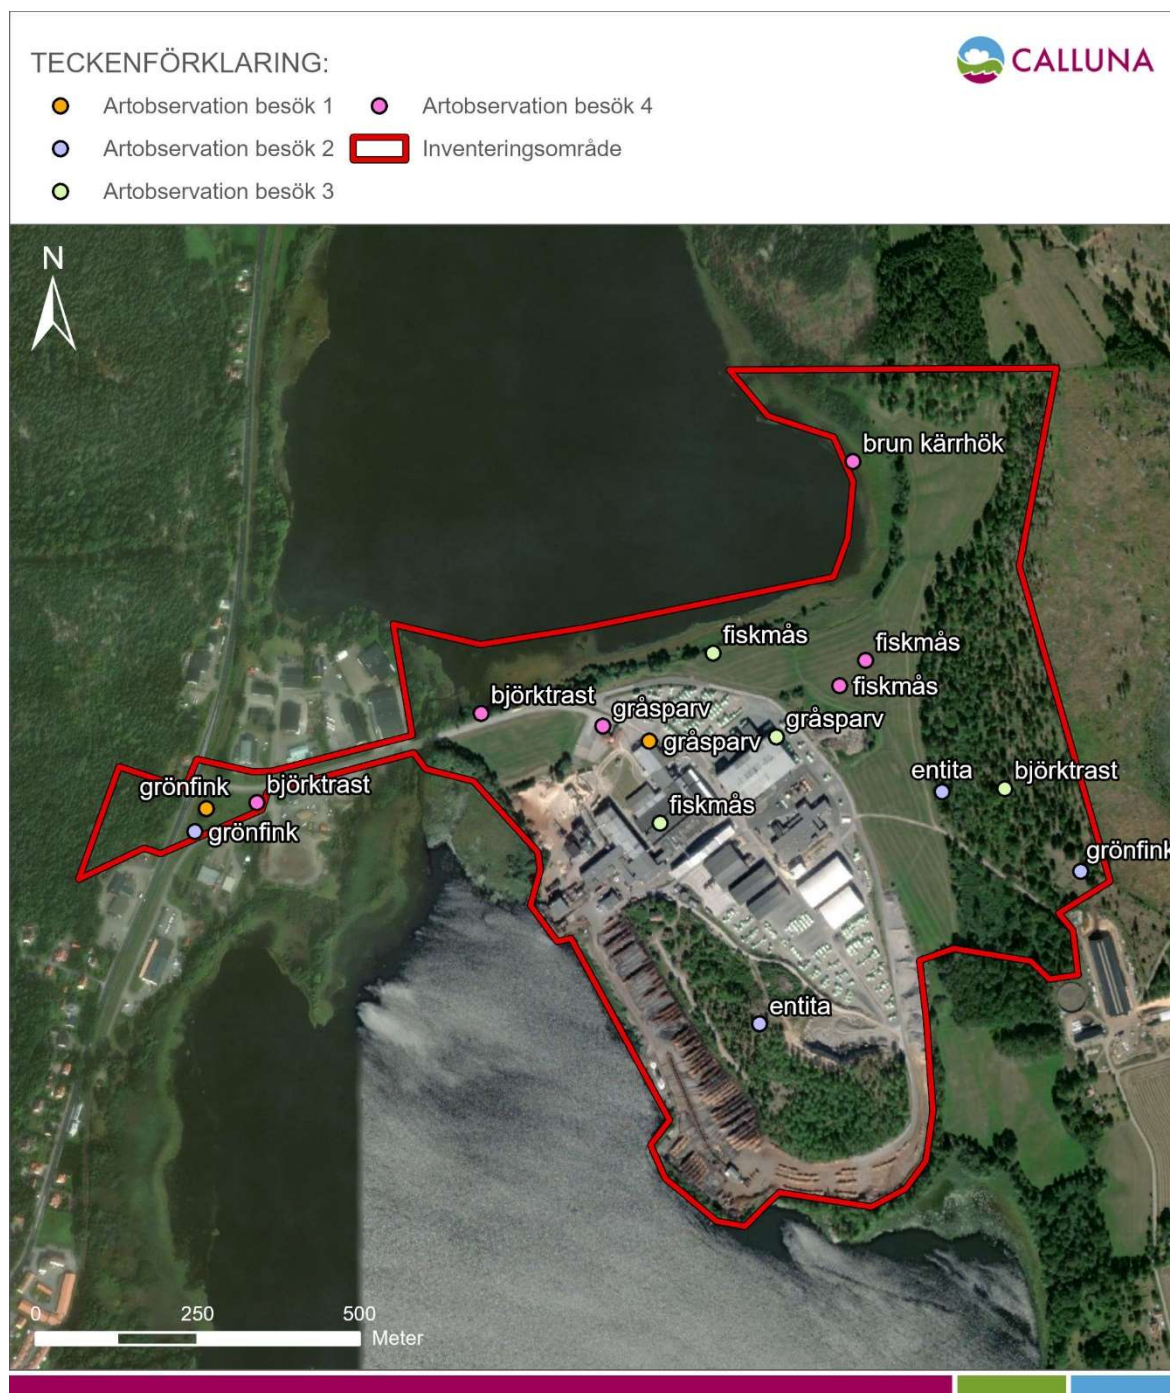 TECKENFÖRKLARING:
CALLUNA
Artobservation besök 1
Artobservation besök 4
Artobservation besök 2
Inventeringsområde
Artobservation besök 3
N
brun kärrhök
fiskmås
fiskmås
fiskmås
björktrast
gråsparv
gråsparv
gråsparv
entita
björktrast
grönfink
björktrast
fiskmås
grönfink
grönfink
entita
0 250 500
Meter